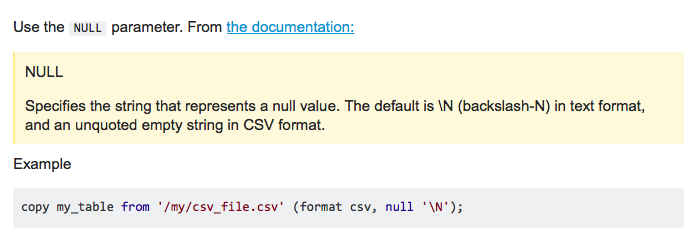 Use the NULL parameter. From the documentation:
NULL
Specifies the string that represents a null value. The default is \N (backslash-N) in text format,
and an unquoted empty string in CSV format.
Example
copy my_table from '/my/csv_file.csv' (format csv, null '\N');